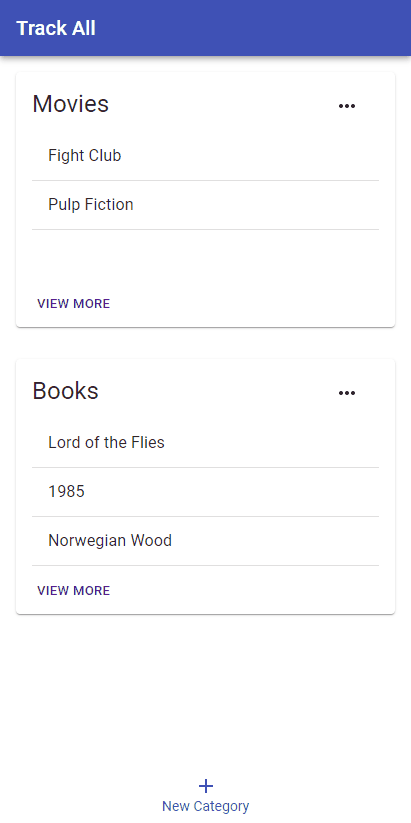 Track All
Movies
Fight Club
Pulp Fiction
VIEW MORE
Books
Lord of the Flies
1985
Norwegian Wood
VIEW MORE
New Category